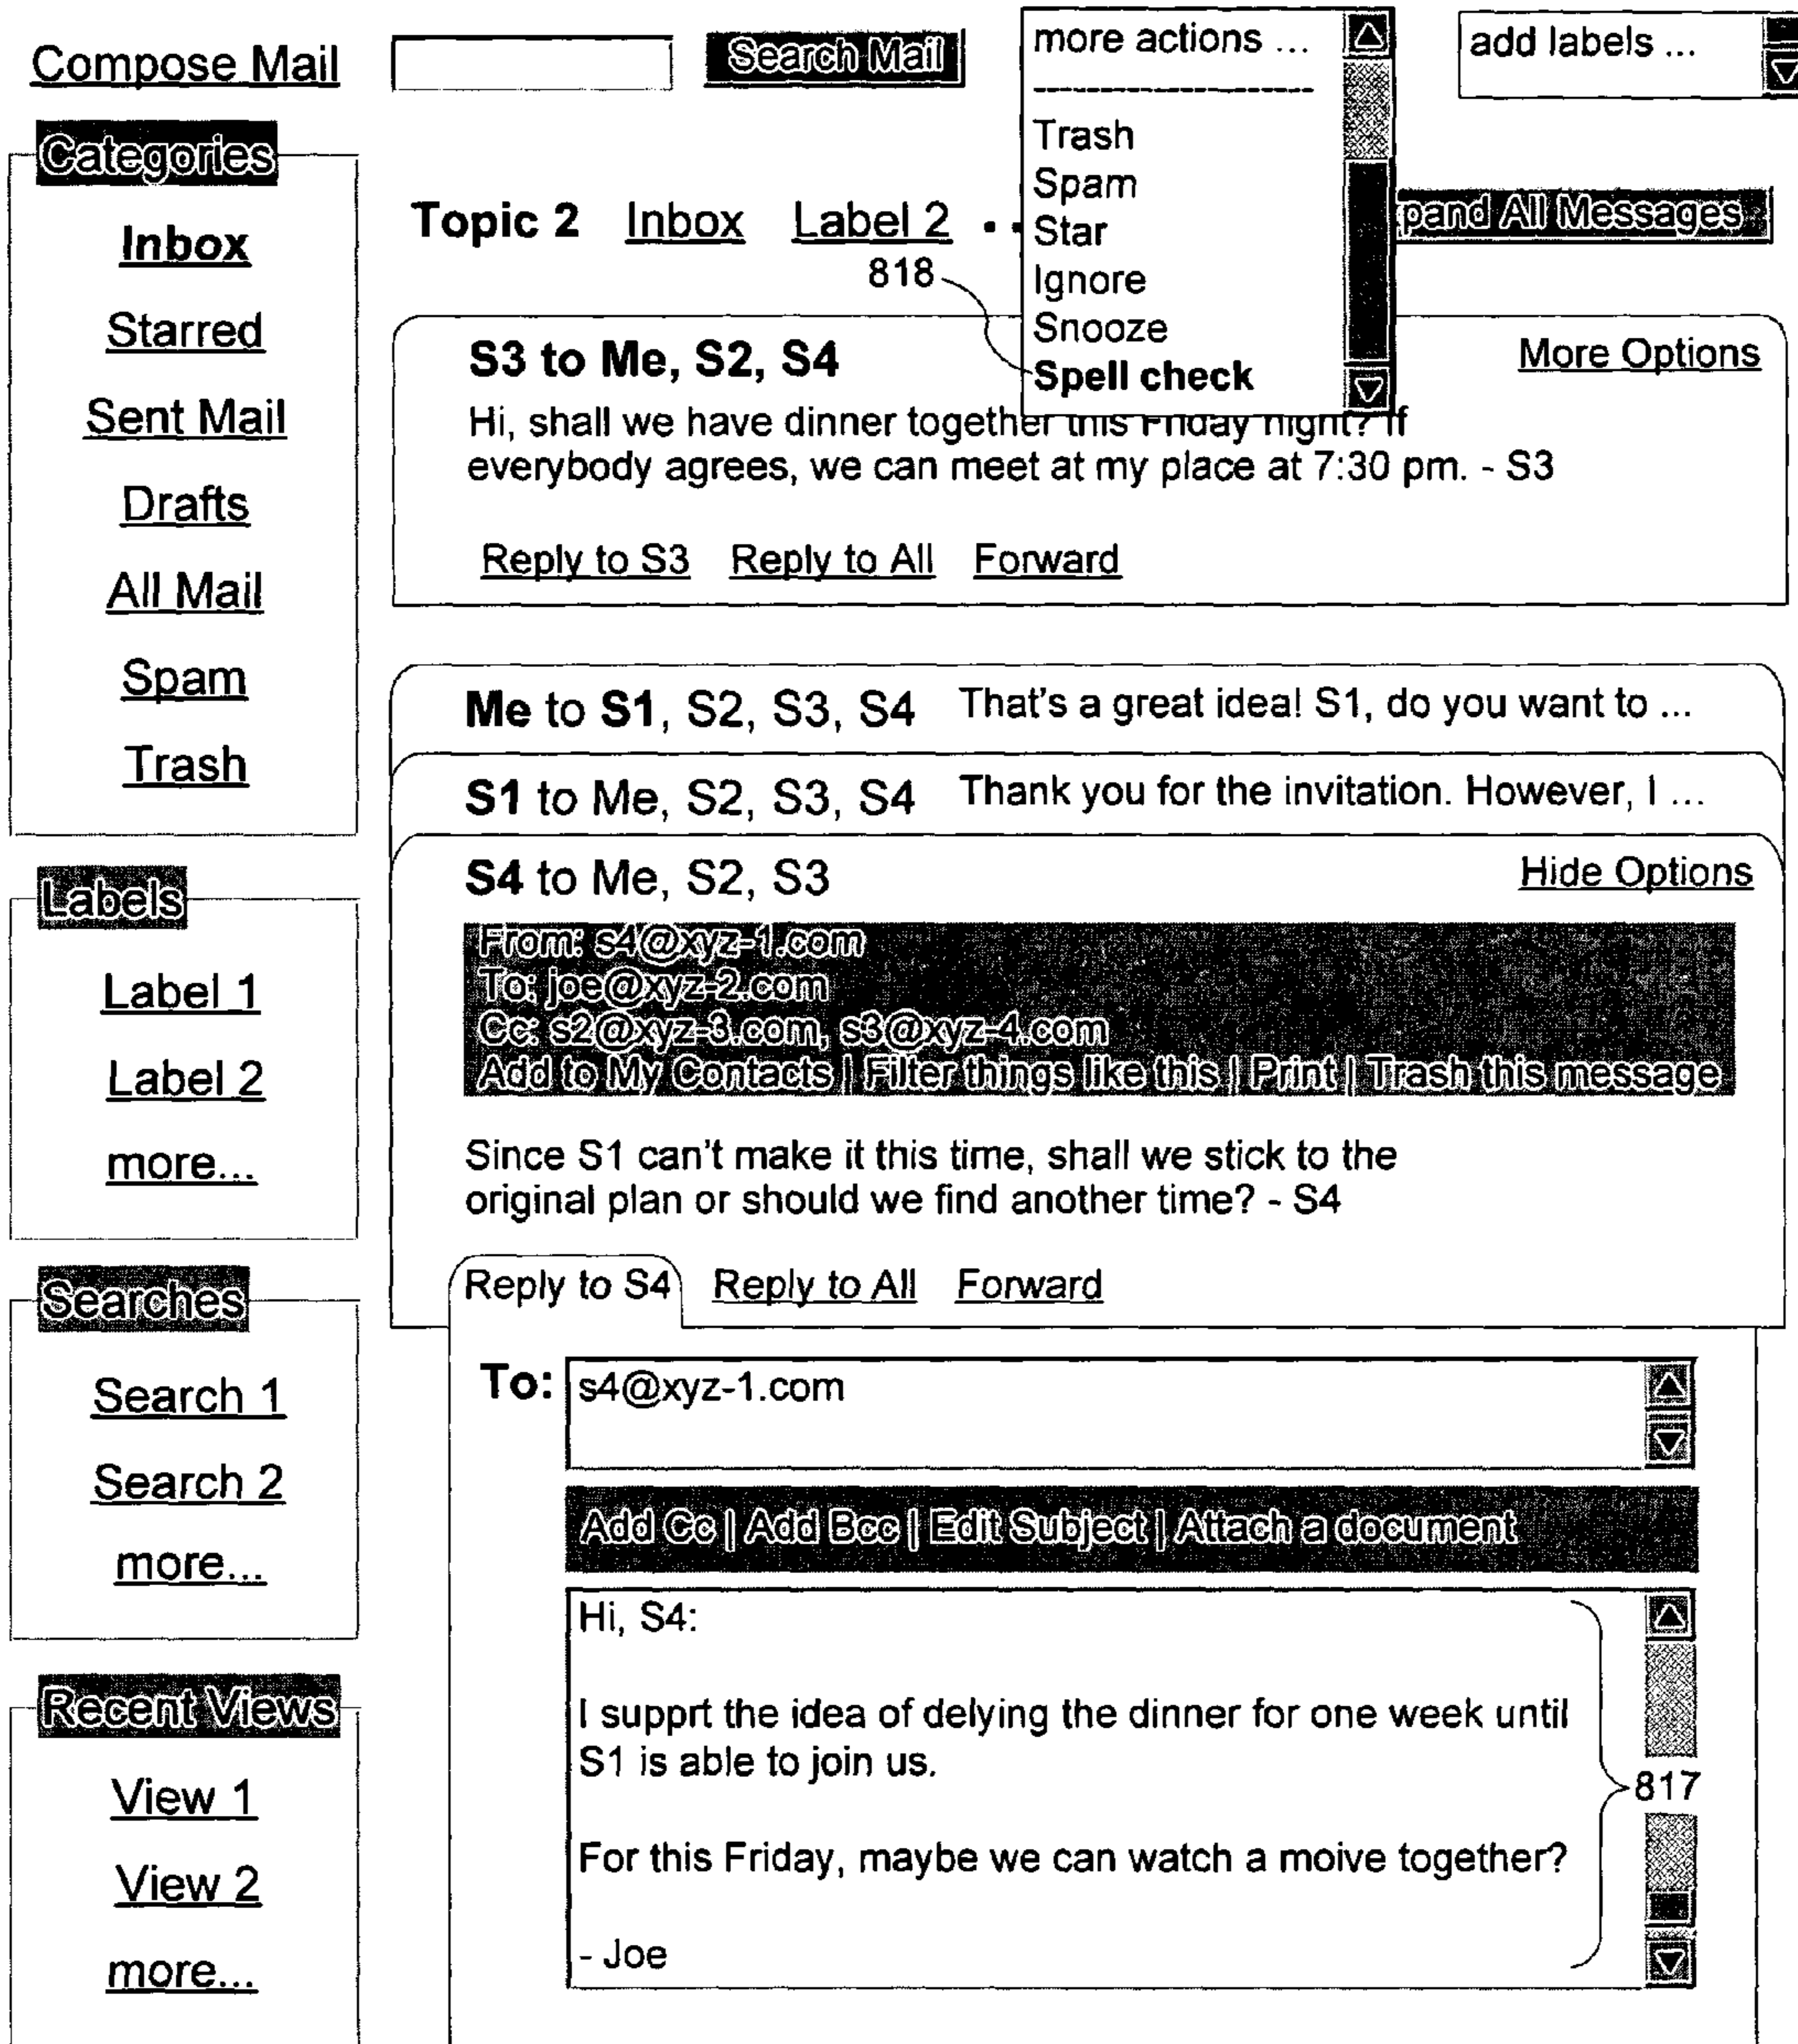 Compose Mail
Search Mail
more actions ...
Trash
Spam
Star
Ignore
Snooze
Spell check
add labels ...
Categories
Inbox
Starred
Sent Mail
Drafts
All Mail
Spam
Trash
Labels
Label 1
Label 2
more...
Searches
Search 1
Search 2
more...
Recent Views
View 1
View 2
more...
Topic 2 Inbox Label 2
pand All Messages
818
S3 to Me, S2, S4 More Options
Hi, shall we have dinner together this Friday night? If
everybody agrees, we can meet at my place at 7:30 pm. - S3
Reply to S3 Reply to All Forward
Me to S1, S2, S3, S4 That's a great idea! S1, do you want to ...
S1 to Me, S2, S3, S4 Thank you for the invitation. However, I ...
S4 to Me, S2, S3 Hide Options
From: s4@xyz-1.com
To: joe@xyz-2.com
Cc: s2@xyz-3.com, s3@xyz-4.com
Add to My Contacts | Filter things like this | Print | Trash this message
Since S1 can't make it this time, shall we stick to the
original plan or should we find another time? - S4
Reply to S4 Reply to All Forward
To: s4@xyz-1.com
Add Cc | Add Bcc | Edit Subject | Attach a document
Hi, S4:
I supprt the idea of delying the dinner for one week until
S1 is able to join us.
817
For this Friday, maybe we can watch a moive together?
- Joe